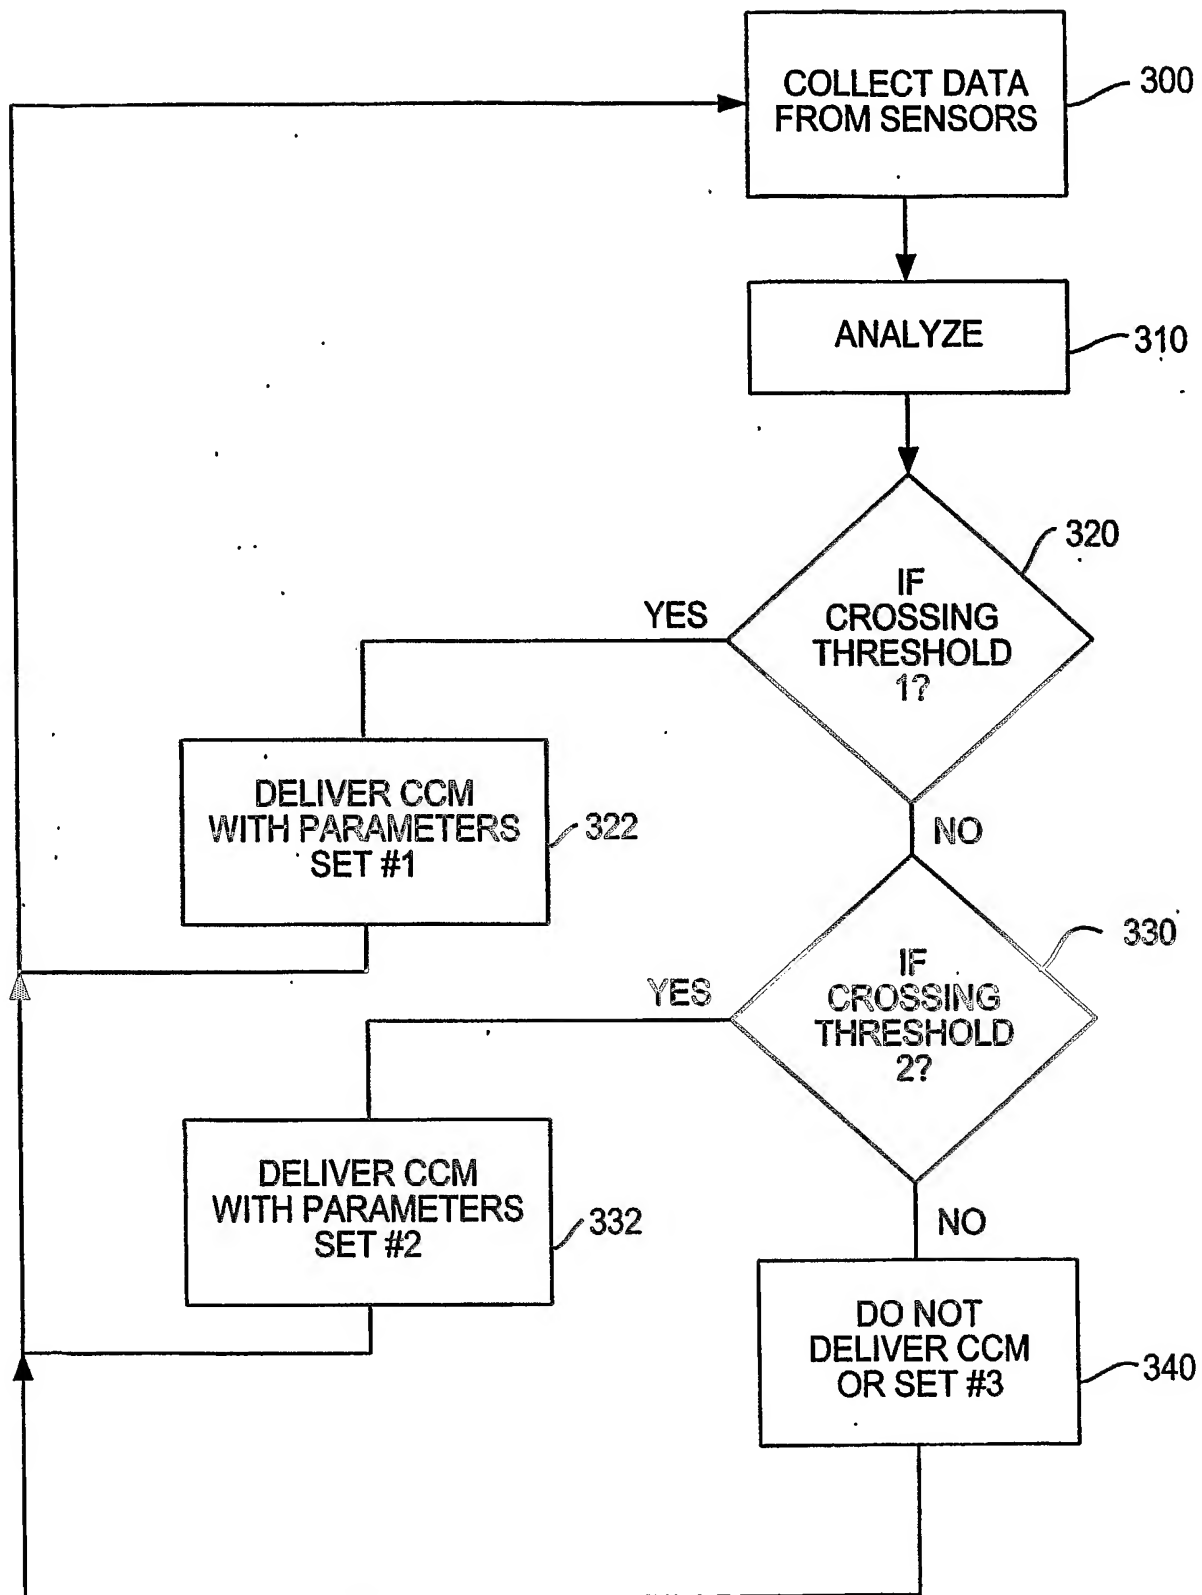 COLLECT DATA
FROM SENSORS
300
ANALYZE
310
320
IF
CROSSING
THRESHOLD
1?
YES
DELIVER CCM
WITH PARAMETERS
SET #1
322
NO
330
IF
CROSSING
THRESHOLD
2?
YES
DELIVER CCM
WITH PARAMETERS
SET #2
332
NO
DO NOT
DELIVER CCM
OR SET #3
340